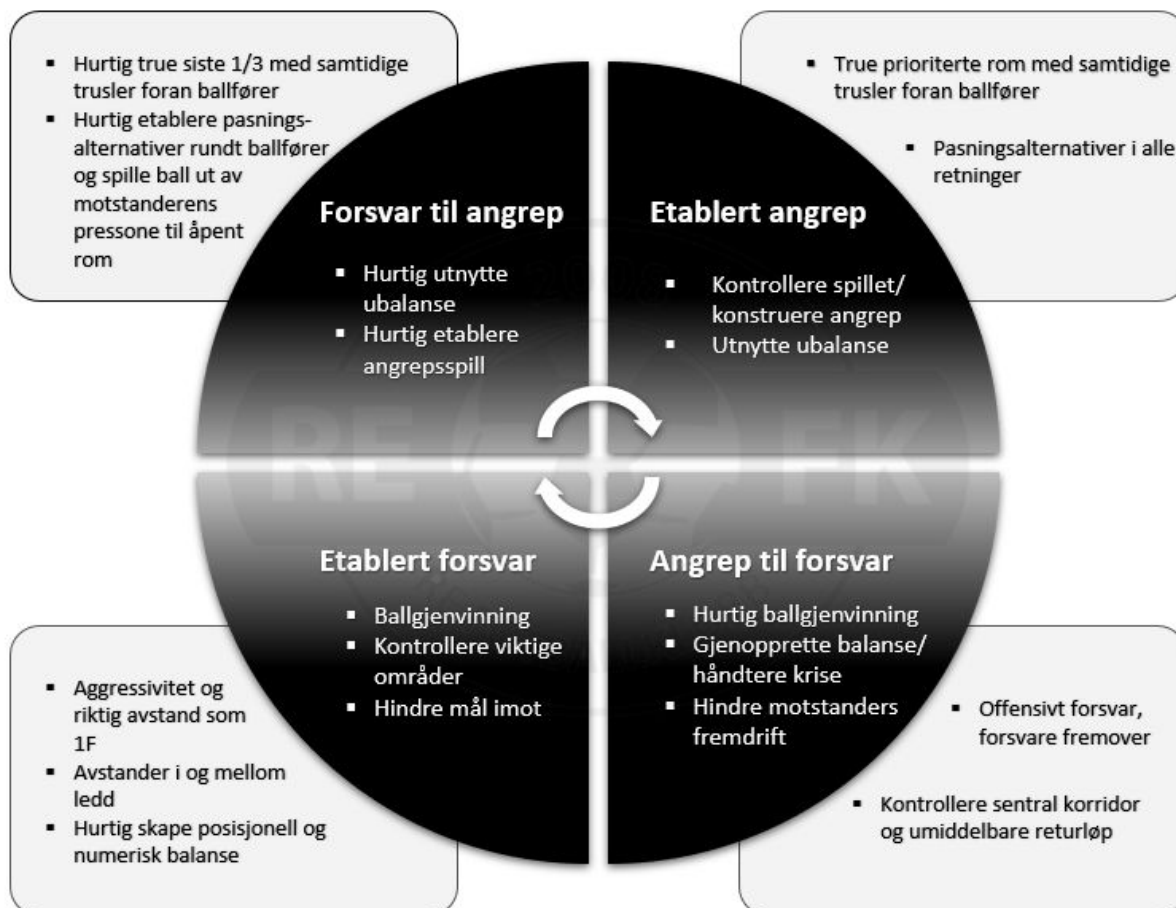 ▪ Hurtig true siste 1/3 med samtidige
trusler foran ballfører
▪ Hurtig etablere pasnings-
alternativer rundt ballfører
og spille ball ut av
motstanderens
pressone til åpent
rom
▪ True prioriterte rom med samtidige
trusler foran ballfører
▪ Pasningsalternativer i alle
retninger
Forsvar til angrep
▪ Hurtig utnytte
ubalanse
▪ Hurtig etablere
angrepsspill
Etablert angrep
▪ Kontrollere spillet/
konstruere angrep
▪ Utnytte ubalanse
RE FK
Etablert forsvar
▪ Ballgjenvinning
▪ Kontrollere viktige
områder
▪ Hindre mål imot
Angrep til forsvar
▪ Hurtig ballgjenvinning
▪ Gjenopprette balanse/
håndtere krise
▪ Hindre motstanders
fremdrift
▪ Aggressivitet og
riktig avstand som
1F
▪ Avstander i og mellom
ledd
▪ Hurtig skape posisjonell og
numerisk balanse
▪ Offensivt forsvar,
forsvare fremover
▪ Kontrollere sentral korridor
og umiddelbare returløp